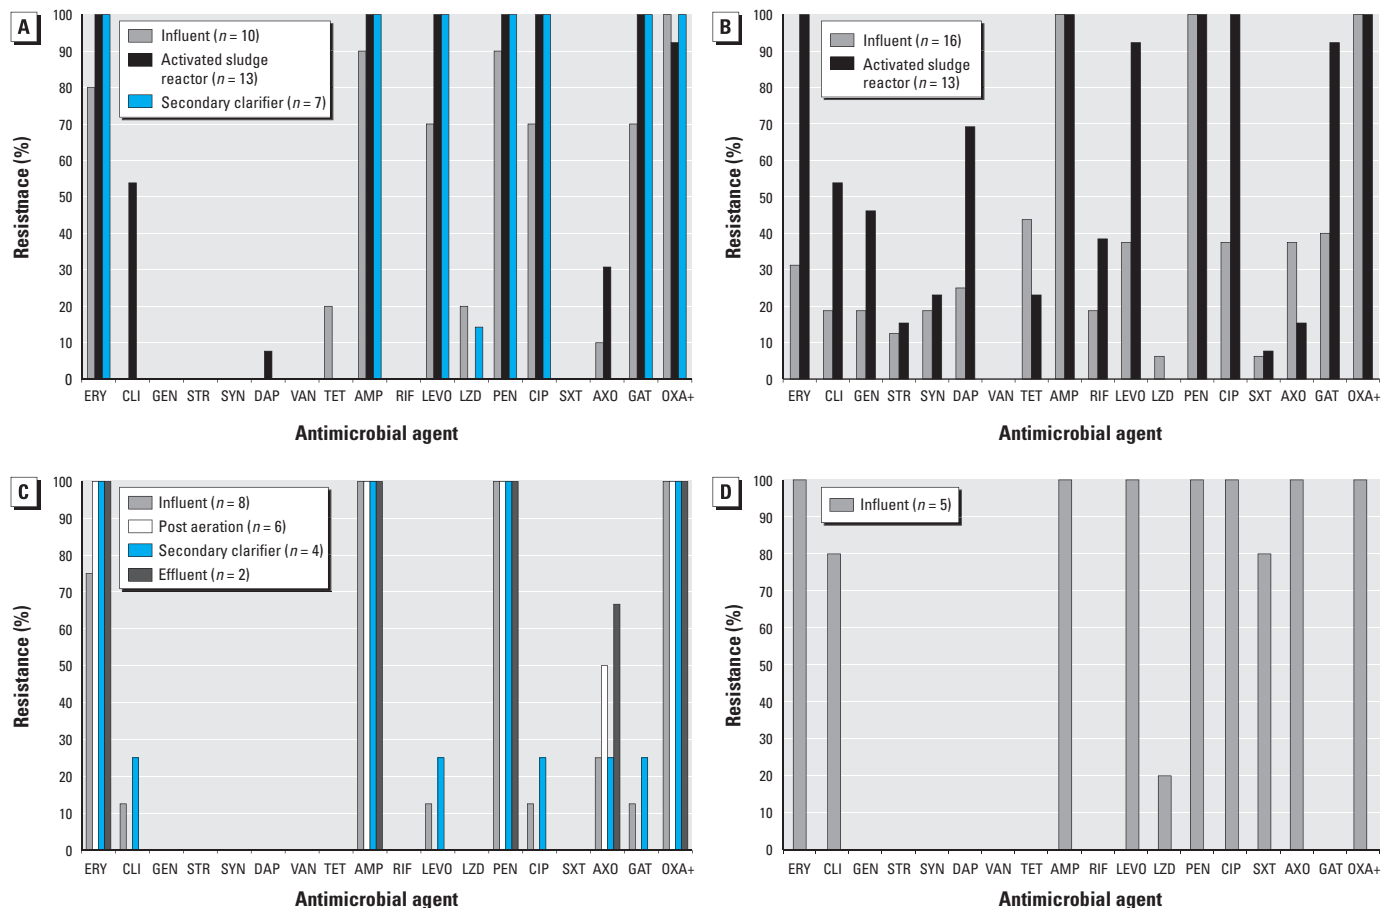 A
Resistnace (%)
100
90
80
70
60
50
40
30
20
10
0
Influent (n = 10)
Activated sludge
reactor (n = 13)
Secondary clarifier (n = 7)
ERY CLI GEN STR SYN DAP VAN TET AMP RIF LEVO LZD PEN CIP SXT AXO GAT OXA+
Antimicrobial agent
B
Resistance (%)
100
90
80
70
60
50
40
30
20
10
0
Influent (n = 16)
Activated sludge
reactor (n = 13)
ERY CLI GEN STR SYN DAP VAN TET AMP RIF LEVO LZD PEN CIP SXT AXO GAT OXA+
Antimicrobial agent
C
Resistance (%)
100
90
80
70
60
50
40
30
20
10
0
Influent (n = 8)
Post aeration (n = 6)
Secondary clarifier (n = 4)
Effluent (n = 2)
ERY CLI GEN STR SYN DAP VAN TET AMP RIF LEVO LZD PEN CIP SXT AXO GAT OXA+
Antimicrobial agent
D
Resistance (%)
100
90
80
70
60
50
40
30
20
10
0
Influent (n = 5)
ERY CLI GEN STR SYN DAP VAN TET AMP RIF LEVO LZD PEN CIP SXT AXO GAT OXA+
Antimicrobial agent